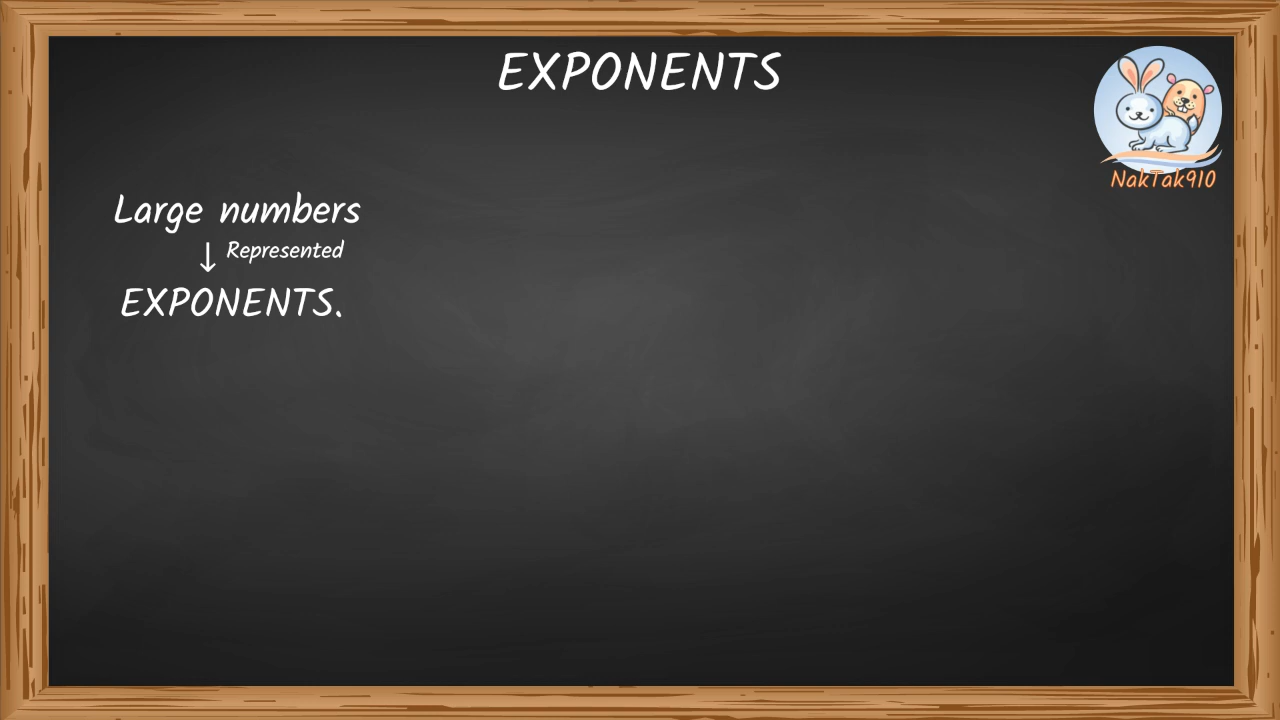 EXPONENTS
NakTak910
Large numbers
↓ Represented
EXPONENTS.